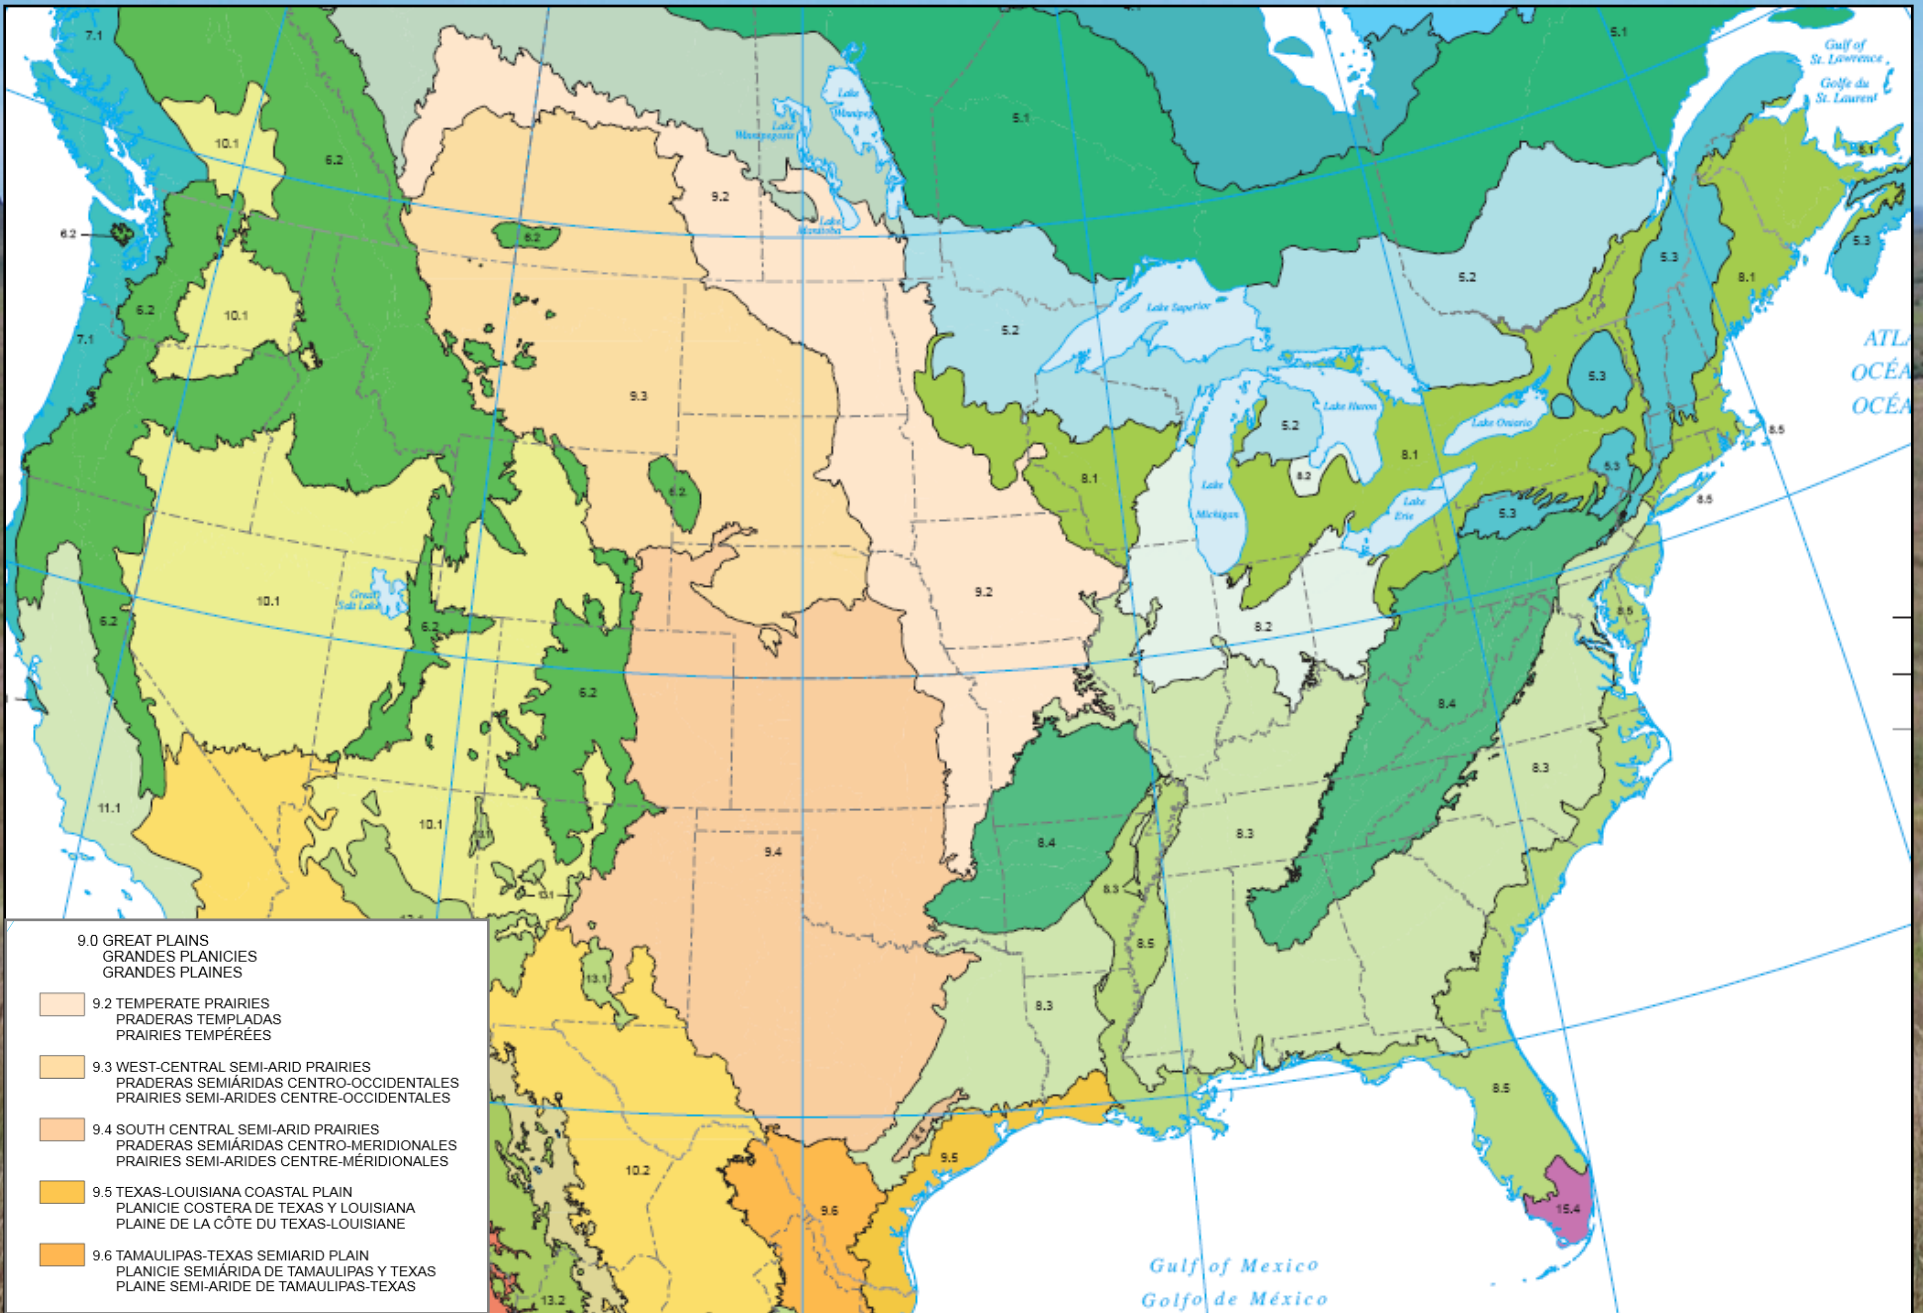 7.1
5.1
5.1
Gulf of
St. Lawrence
Golfe du
St. Laurent
Lake
Winnipeg
Lake
Winnipegosis
10.1
6.2
8.1
9.2
Lake
Manitoba
6.2
6.2
5.3
5.3
8.1
5.2
6.2
10.1
7.1
Lake Superior
5.2
ATLA
OCÉA
OCÉA
9.3
5.3
Lake Huron
5.2
Lake Ontario
8.5
8.1
8.1
8.2
5.3
6.2
Lake
Michigan
Lake
Erie
5.3
8.5
10.1
Great
Salt Lake
9.2
6.2
6.2
8.2
8.5
6.2
8.4
11.1
8.3
10.1
13.1
8.3
9.4
8.4
8.3
13.1
8.5
13.1
8.3
8.5
10.2
9.4
9.5
9.6
15.4
13.2
Gulf of Mexico
Golfo de México
9.0 GREAT PLAINS
GRANDES PLANICIES
GRANDES PLAINES
9.2 TEMPERATE PRAIRIES
PRADERAS TEMPLADAS
PRAIRIES TEMPÉRÉES
9.3 WEST-CENTRAL SEMI-ARID PRAIRIES
PRADERAS SEMIÁRIDAS CENTRO-OCCIDENTALES
PRAIRIES SEMI-ARIDES CENTRE-OCCIDENTALES
9.4 SOUTH CENTRAL SEMI-ARID PRAIRIES
PRADERAS SEMIÁRIDAS CENTRO-MERIDIONALES
PRAIRIES SEMI-ARIDES CENTRE-MÉRIDIONALES
9.5 TEXAS-LOUISIANA COASTAL PLAIN
PLANICIE COSTERA DE TEXAS Y LOUISIANA
PLAINE DE LA CÔTE DU TEXAS-LOUISIANE
9.6 TAMAULIPAS-TEXAS SEMIARID PLAIN
PLANICIE SEMIÁRIDA DE TAMAULIPAS Y TEXAS
PLAINE SEMI-ARIDE DE TAMAULIPAS-TEXAS